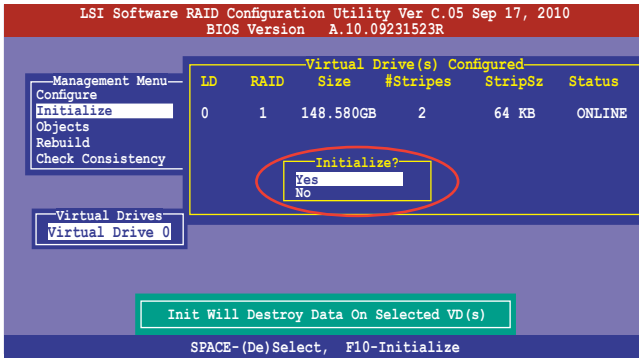 LSI Software RAID Configuration Utility Ver C.05 Sep 17, 2010
BIOS Version A.10.09231523R
Virtual Drive(s) Configured
LD RAID Size #Stripes StripSz Status
0 1 148.580GB 2 64 KB ONLINE
Management Menu
Configure
Initialize
Objects
Rebuild
Check Consistency
Initialize?
Yes
No
Virtual Drives
Virtual Drive 0
Init Will Destroy Data On Selected VD(s)
SPACE-(De)Select, F10-Initialize